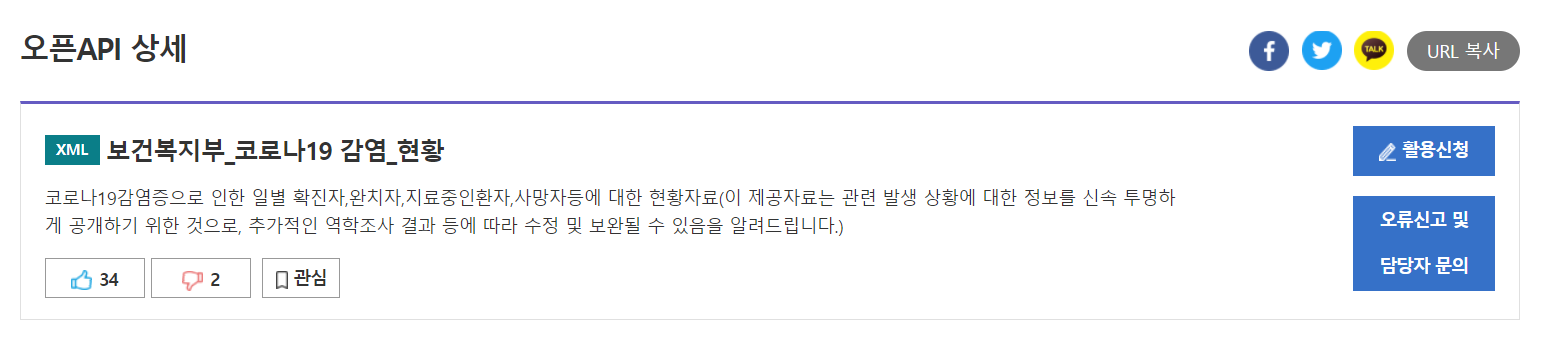 오픈API 상세
TALK
URL 복사
XML 보건복지부_코로나19 감염_현황
활용신청
코로나19감염증으로 인한 일별 확진자,완치자,지료중인환자,사망자등에 대한 현황자료(이 제공자료는 관련 발생 상황에 대한 정보를 신속 투명하
게 공개하기 위한 것으로, 추가적인 역학조사 결과 등에 따라 수정 및 보완될 수 있음을 알려드립니다.)
오류신고 및
담당자 문의
34
2
관심